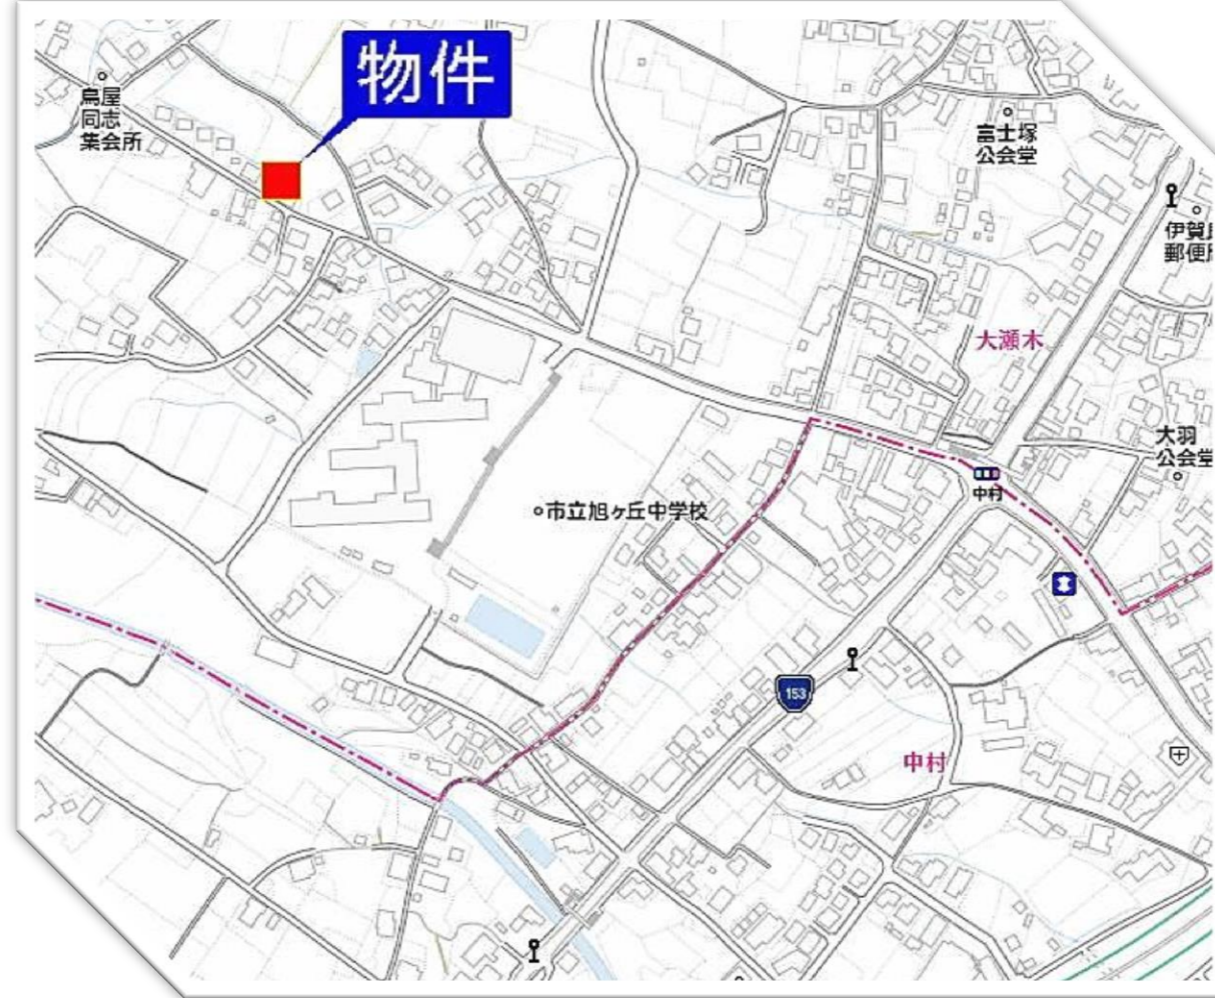 物件
鳥屋
同志
集会所
富士塚
公会堂
伊賀良
郵便局
大瀬木
大羽
公会堂
中村
市立旭ヶ丘中学校
153
中村